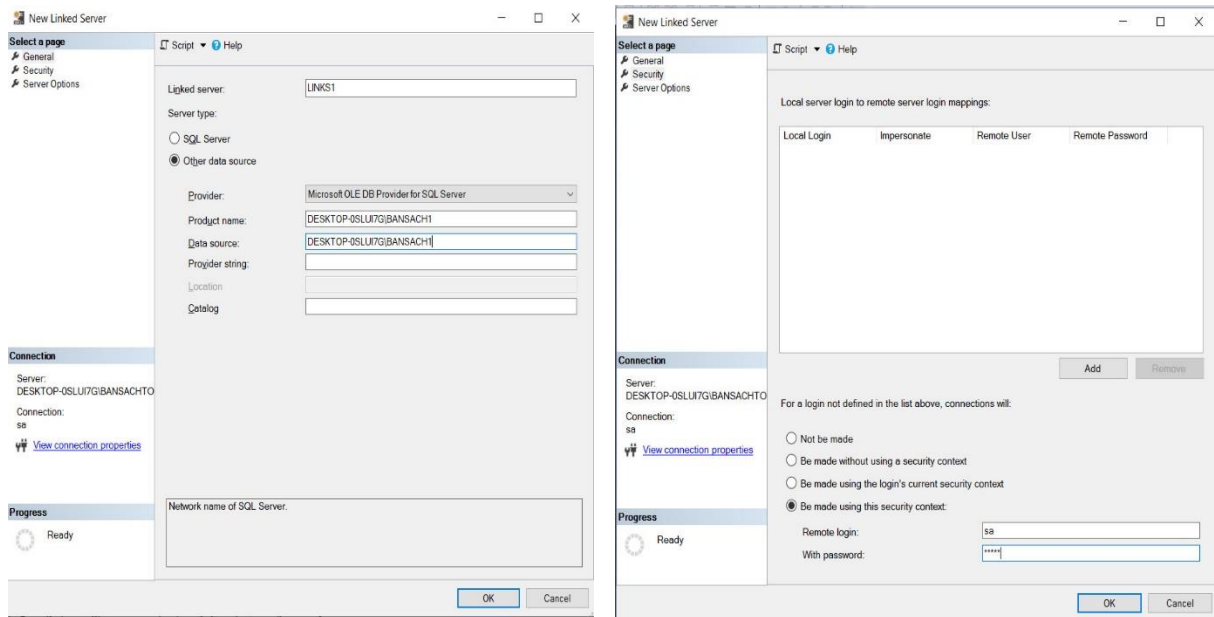 New Linked Server
Select a page
General
Security
Server Options
Script Help
Linked server: LINKS1
Server type:
SQL Server
Other data source
Provider: Microsoft OLE DB Provider for SQL Server
Product name: DESKTOP-0SLUI7G\BANSACH1
Data source: DESKTOP-0SLUI7G\BANSACH1
Provider string:
Location
Catalog
Connection
Server:
DESKTOP-0SLUI7G\BANSACHTO
Connection:
sa
View connection properties
Progress
Ready
Network name of SQL Server.
OK Cancel
New Linked Server
Select a page
General
Security
Server Options
Script Help
Local server login to remote server login mappings:
Local Login Impersonate Remote User Remote Password
Add Remove
Connection
Server:
DESKTOP-0SLUI7G\BANSACHTO
Connection:
sa
View connection properties
Progress
Ready
For a login not defined in the list above, connections will:
Not be made
Be made without using a security context
Be made using the login's current security context
Be made using this security context:
Remote login: sa
With password: *****
OK Cancel